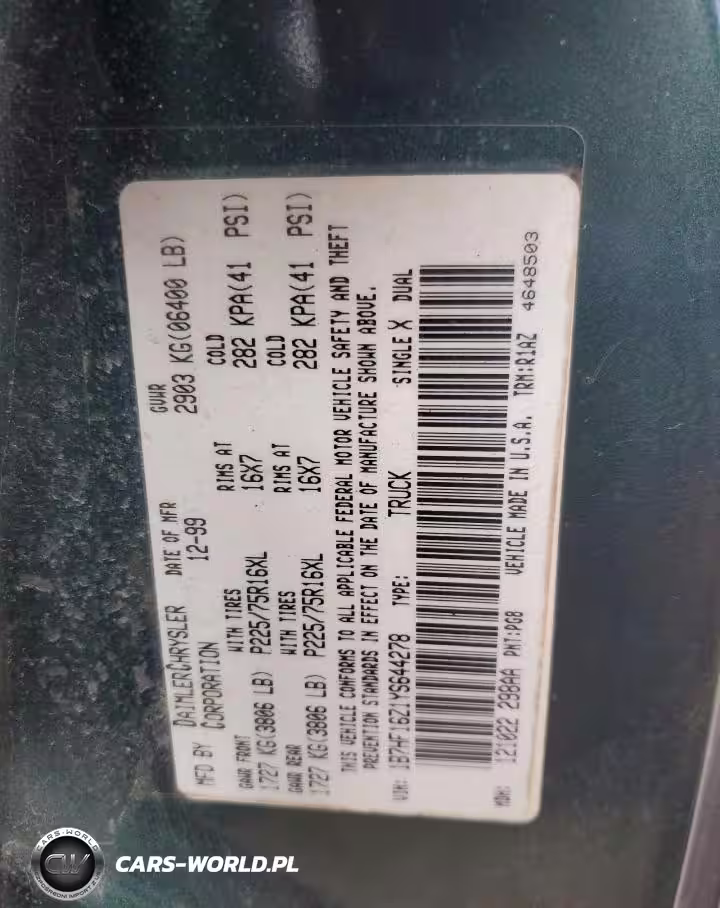 MFD BY DAIMLERCHRYSLER CORPORATION DATE OF MFR 12-99 GVWR 2903 KG(06400 LB)
GAWR FRONT WITH TIRES RIMS AT COLD
1727 KG(3806 LB) P225/75R16XL 16X7 282 KPA(41 PSI)
GAWR REAR WITH TIRES RIMS AT COLD
1727 KG(3806 LB) P225/75R16XL 16X7 282 KPA(41 PSI)
THIS VEHICLE CONFORMS TO ALL APPLICABLE FEDERAL MOTOR VEHICLE SAFETY AND THEFT
PREVENTION STANDARDS IN EFFECT ON THE DATE OF MANUFACTURE SHOWN ABOVE.
VIN: 1B7HF16Z1YS644278 TYPE: TRUCK SINGLE X DUAL
MDH: 121022 298AA PNT:PG8 VEHICLE MADE IN U.S.A. TRM:R1AZ
4648503
CARS-WORLD
CW
CARS-WORLD.PL